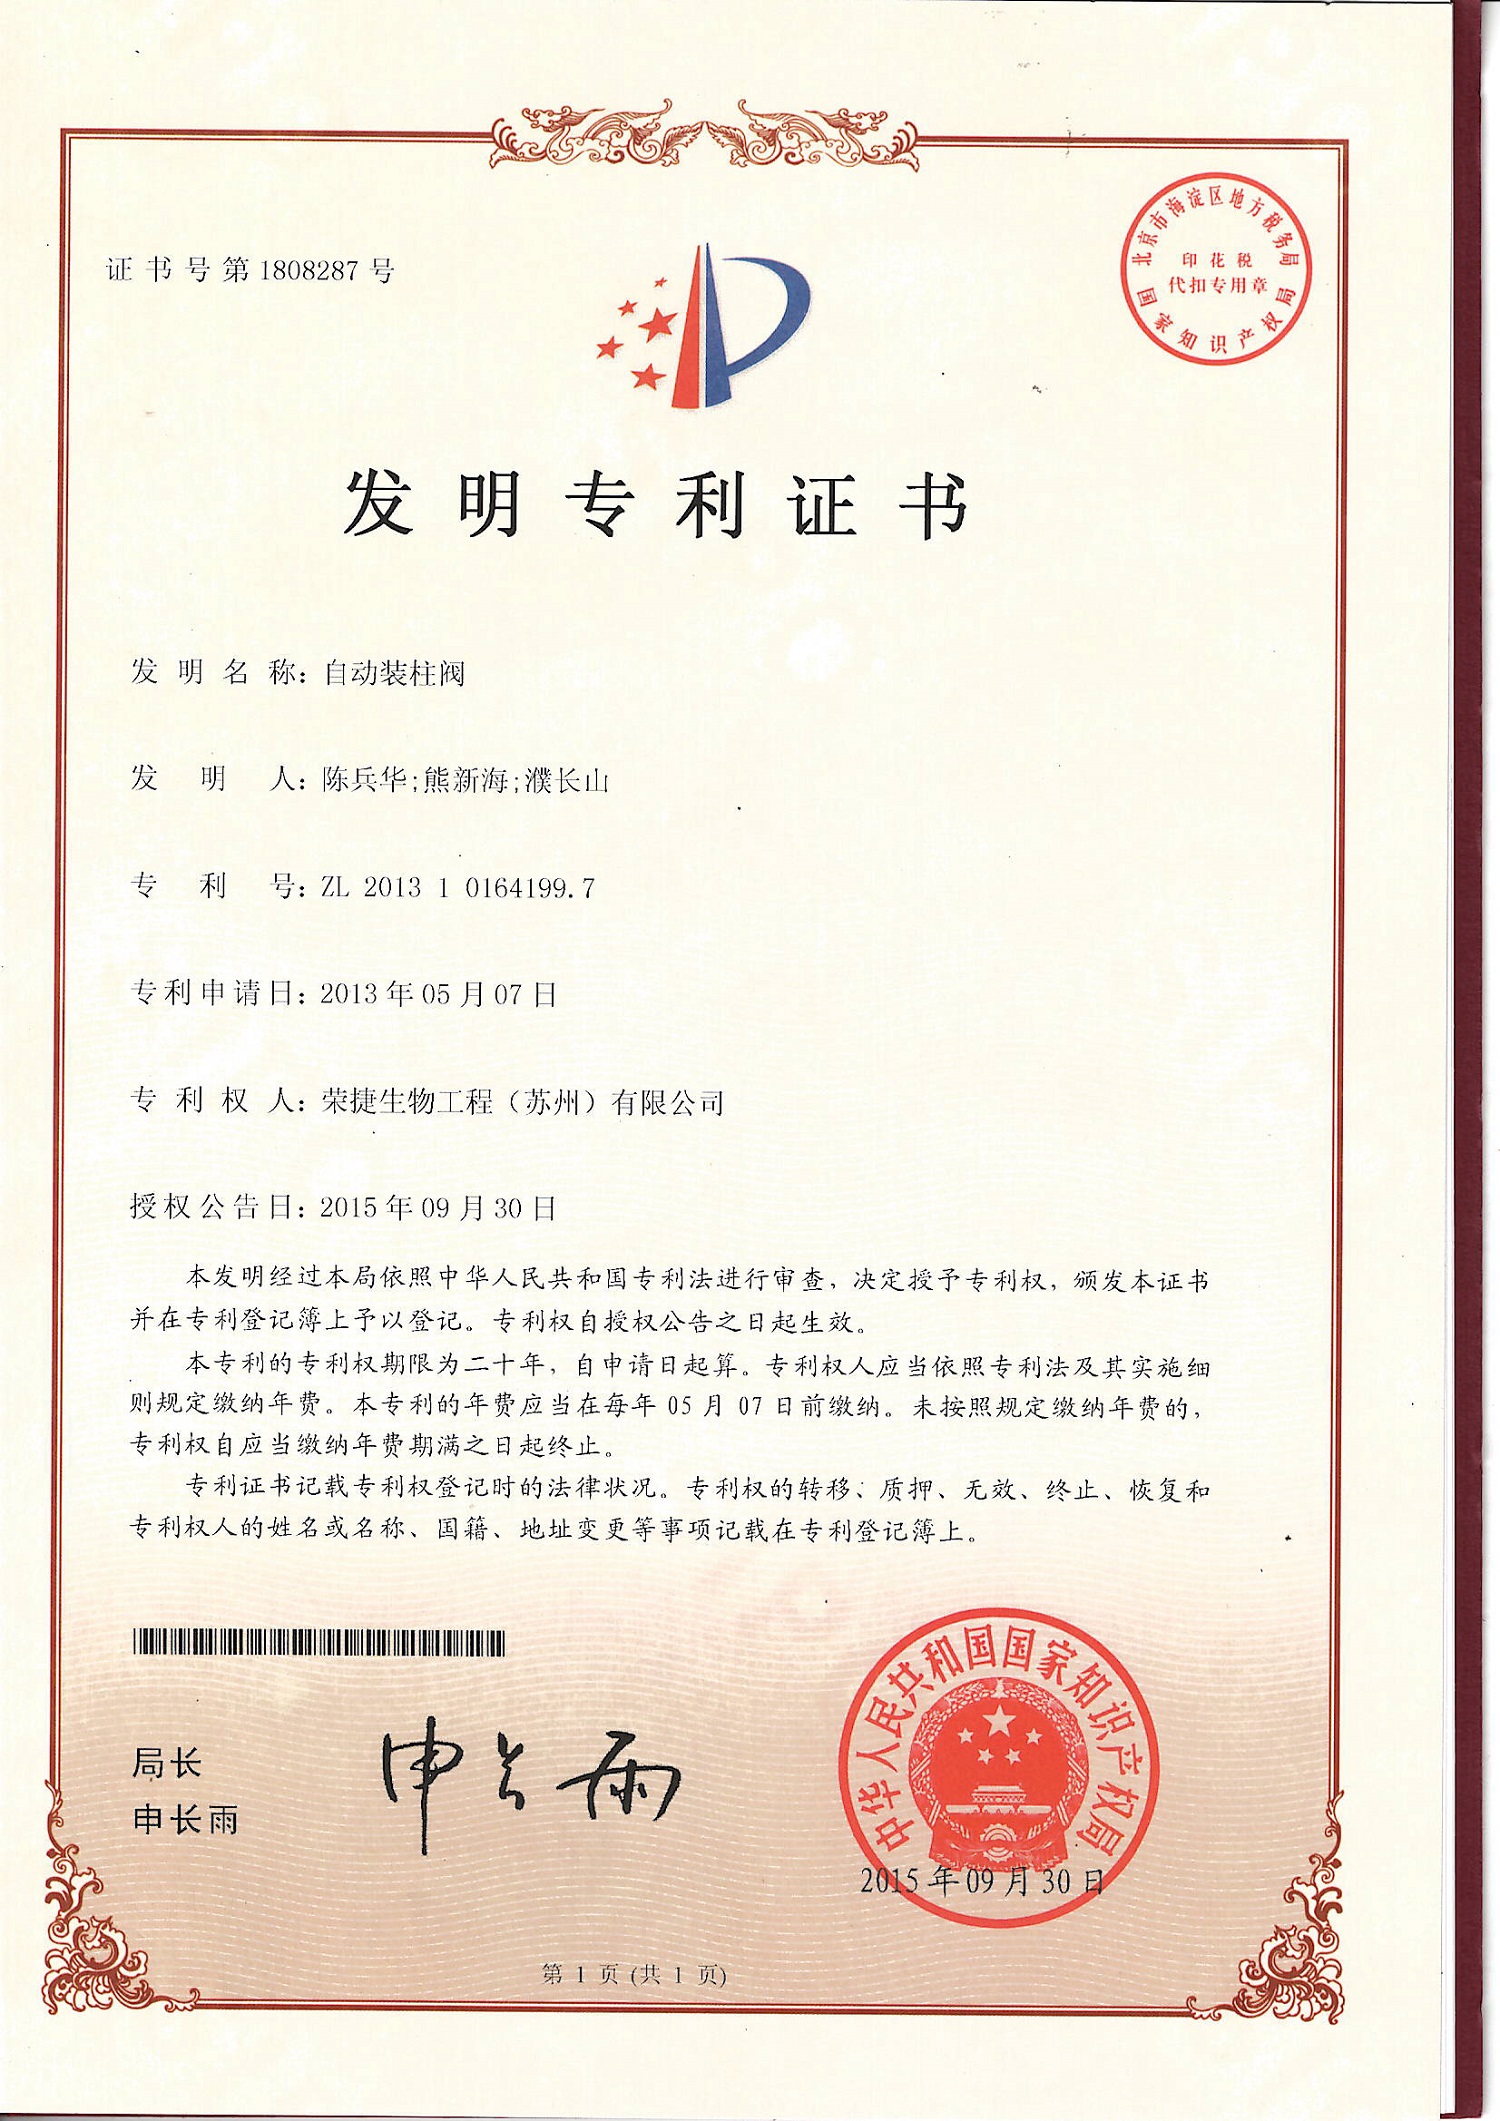 证书号第1808287号
北京市海淀区地方税务局
印花税
代扣专用章
国家知识产权局
发明专利证书
发明名称：自动装柱阀
发明人：陈兵华;熊新海;濮长山
专利号：ZL 2013 1 0164199.7
专利申请日：2013年05月07日
专利权人：荣捷生物工程（苏州）有限公司
授权公告日：2015年09月30日
本发明经过本局依照中华人民共和国专利法进行审查，决定授予专利权，颁发本证书
并在专利登记簿上予以登记。专利权自授权公告之日起生效。
本专利的专利权期限为二十年，自申请日起算。专利权人应当依照专利法及其实施细
则规定缴纳年费。本专利的年费应当在每年 05 月 07 日前缴纳。未按照规定缴纳年费的，
专利权自应当缴纳年费期满之日起终止。
专利证书记载专利权登记时的法律状况。专利权的转移、质押、无效、终止、恢复和
专利权人的姓名或名称、国籍、地址变更等事项记载在专利登记簿上。
局长
申长雨
申长雨
中华人民共和国国家知识产权局
2015年09月30日
第 1 页 (共 1 页)